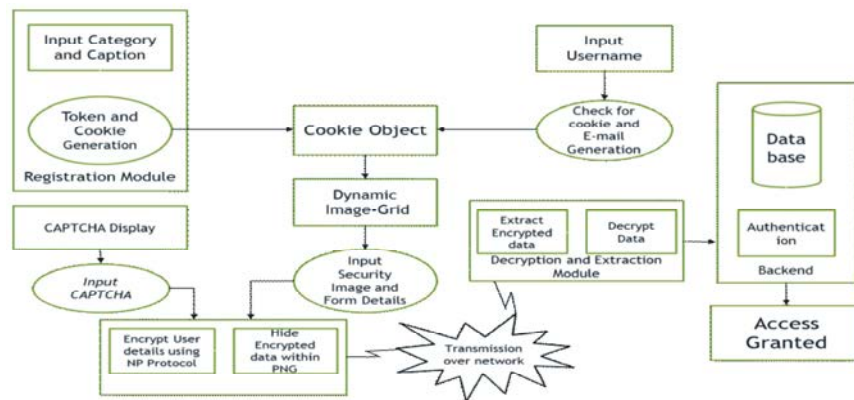 Input Category
and Caption
Token and
Cookie
Generation
Registration Module
Cookie Object
Input
Username
Check for
cookie and
E-mail
Generation
Data
base
Authenticat
ion
Backend
Access
Granted
Dynamic
Image-Grid
Input
Security
Image and
Form Details
CAPTCHA Display
Input
CAPTCHA
Encrypt User
details using
NP Protocol
Hide
Encrypted
data within
PNG
Transmission
over network
Extract
Encrypted
data
Decrypt
Data
Decryption and Extraction
Module